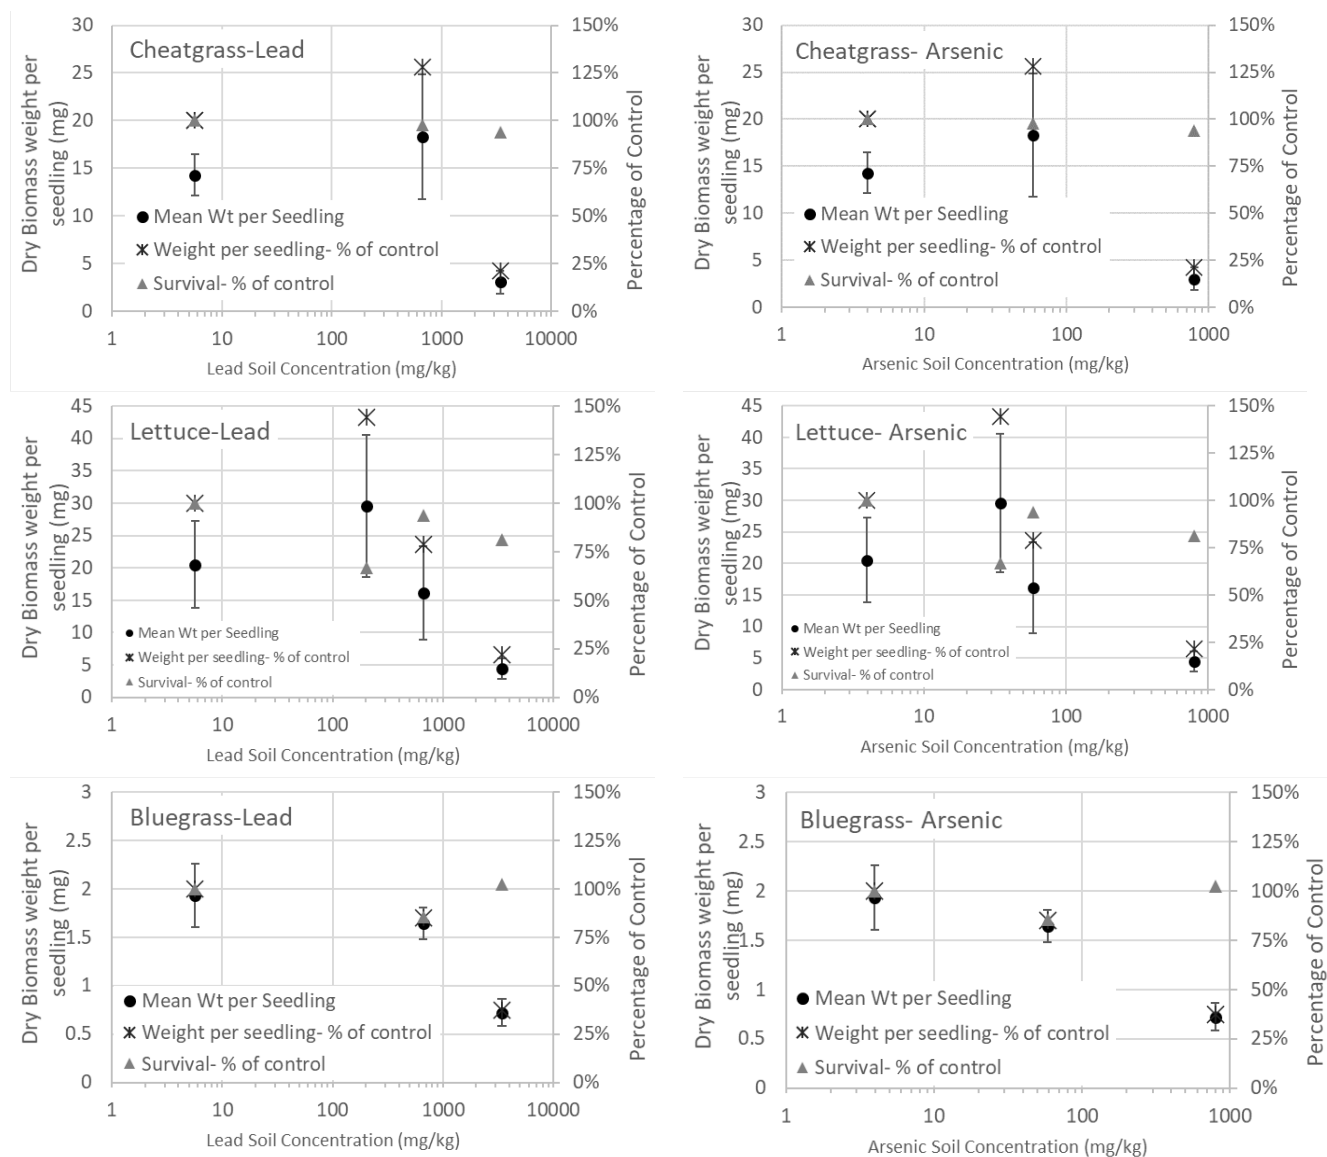 Cheatgrass-Lead
30
25
20
15
10
5
0
150%
125%
100%
75%
50%
25%
0%
Dry Biomass weight per
seedling (mg)
Percentage of Control
Mean Wt per Seedling
Weight per seedling- % of control
Survival- % of control
1 10 100 1000 10000
Lead Soil Concentration (mg/kg)
Cheatgrass- Arsenic
30
25
20
15
10
5
0
150%
125%
100%
75%
50%
25%
0%
Dry Biomass weight per
seedling (mg)
Percentage of Control
Mean Wt per Seedling
Weight per seedling- % of control
Survival- % of control
1 10 100 1000
Arsenic Soil Concentration (mg/kg)
Lettuce-Lead
45
40
35
30
25
20
15
10
5
0
150%
125%
100%
75%
50%
25%
0%
Dry Biomass weight per
seedling (mg)
Percentage of Control
Mean Wt per Seedling
Weight per seedling- % of control
Survival- % of control
1 10 100 1000 10000
Lead Soil Concentration (mg/kg)
Lettuce- Arsenic
45
40
35
30
25
20
15
10
5
0
150%
125%
100%
75%
50%
25%
0%
Dry Biomass weight per
seedling (mg)
Percentage of Control
Mean Wt per Seedling
Weight per seedling- % of control
Survival- % of control
1 10 100 1000
Arsenic Soil Concentration (mg/kg)
Bluegrass-Lead
3
2.5
2
1.5
1
0.5
0
150%
125%
100%
75%
50%
25%
0%
Dry Biomass weight per
seedling (mg)
Percentage of Control
Mean Wt per Seedling
Weight per seedling- % of control
Survival- % of control
1 10 100 1000 10000
Lead Soil Concentration (mg/kg)
Bluegrass- Arsenic
3
2.5
2
1.5
1
0.5
0
150%
125%
100%
75%
50%
25%
0%
Dry Biomass weight per
seedling (mg)
Percentage of Control
Mean Wt per Seedling
Weight per seedling- % of control
Survival- % of control
1 10 100 1000
Arsenic Soil Concentration (mg/kg)